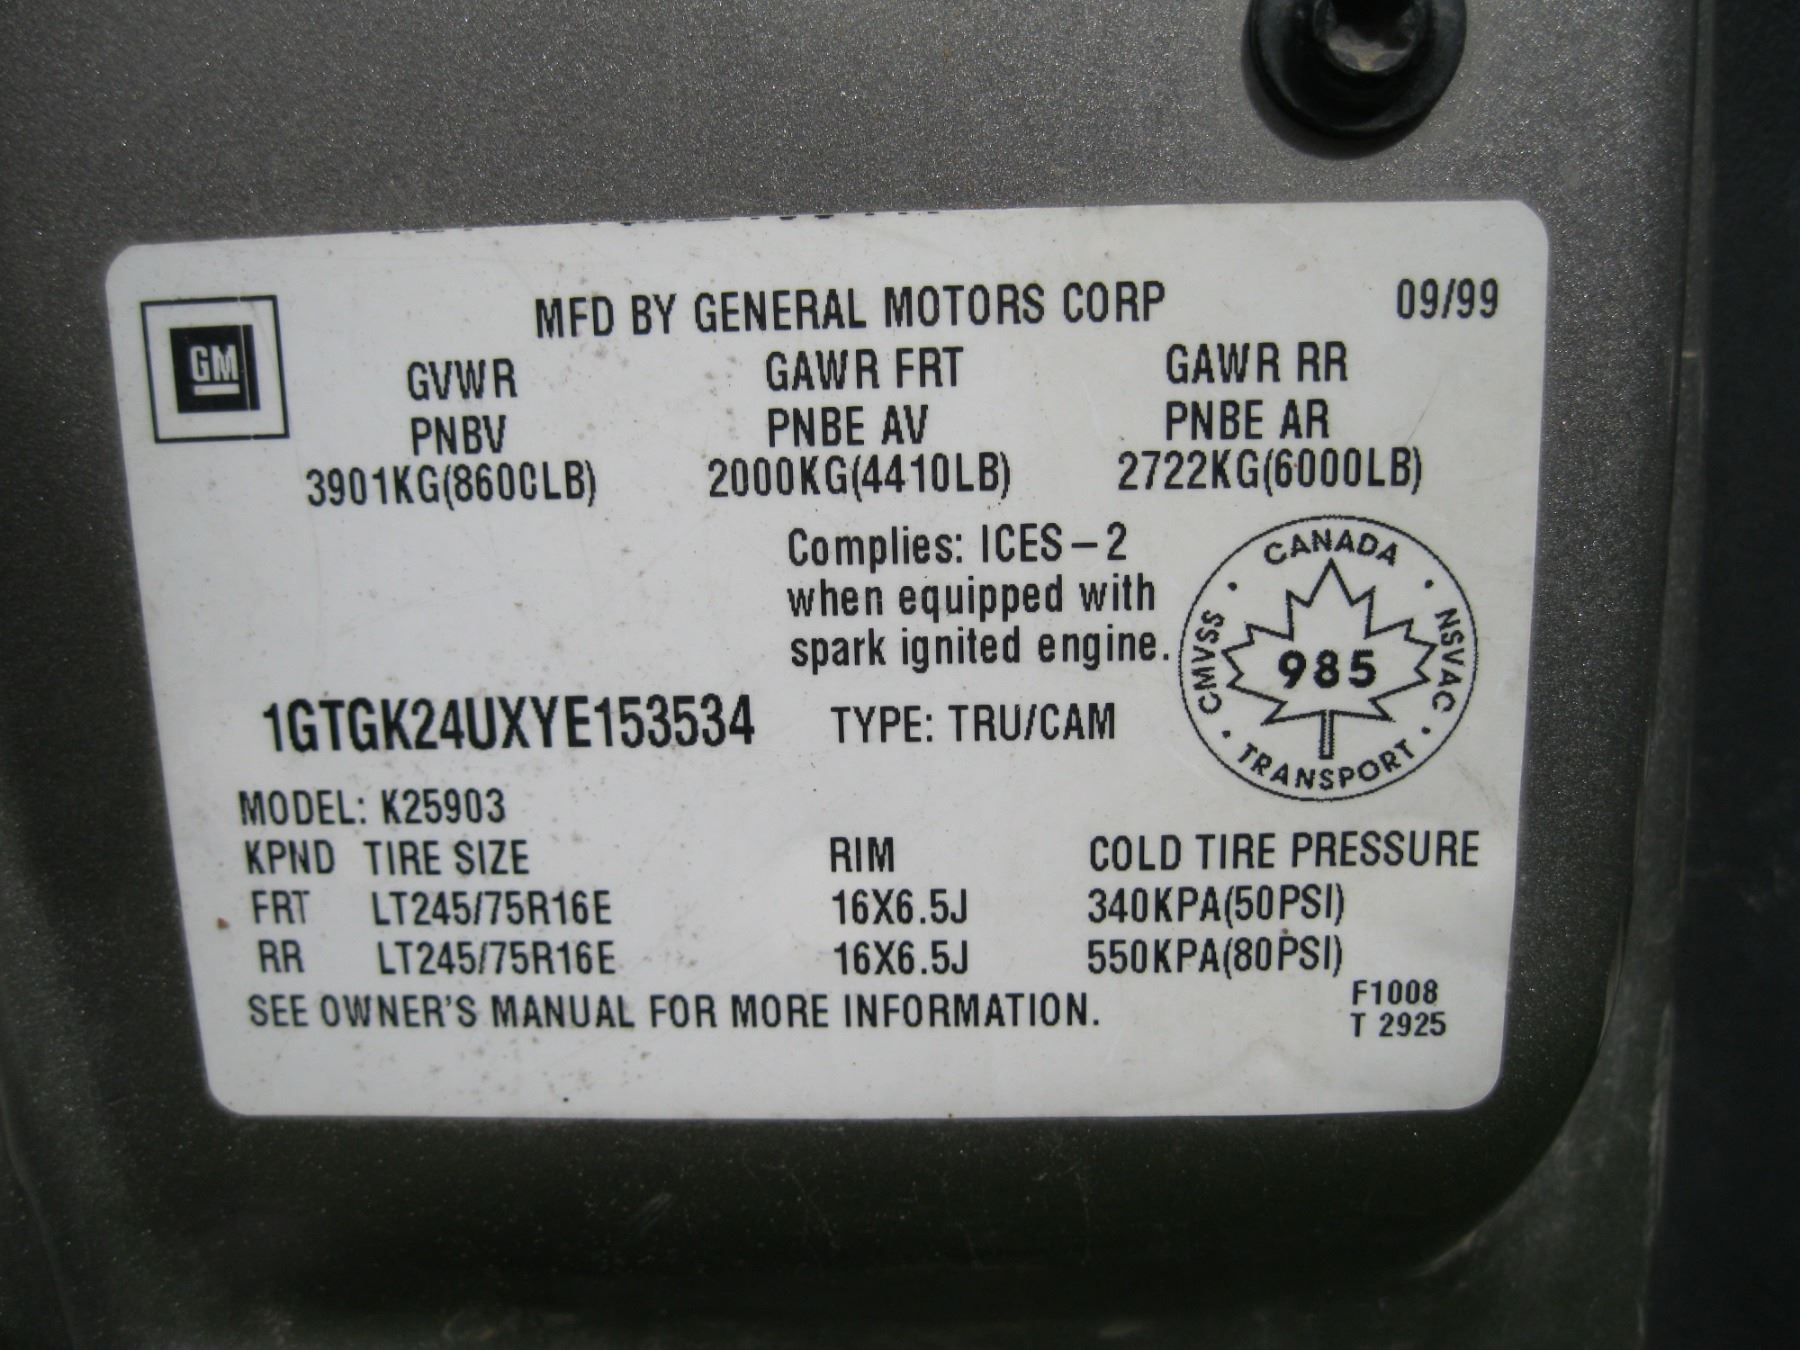 MFD BY GENERAL MOTORS CORP 09/99
GM
GVWR GAWR FRT GAWR RR
PNBV PNBE AV PNBE AR
3901KG(8600LB) 2000KG(4410LB) 2722KG(6000LB)
Complies: ICES-2
when equipped with
spark ignited engine.
CANADA
CMVSS 985 NSVAC
TRANSPORT
1GTGK24UXYE153534 TYPE: TRU/CAM
MODEL: K25903
KPND TIRE SIZE RIM COLD TIRE PRESSURE
FRT LT245/75R16E 16X6.5J 340KPA(50PSI)
RR LT245/75R16E 16X6.5J 550KPA(80PSI)
SEE OWNER'S MANUAL FOR MORE INFORMATION.
F1008
T 2925